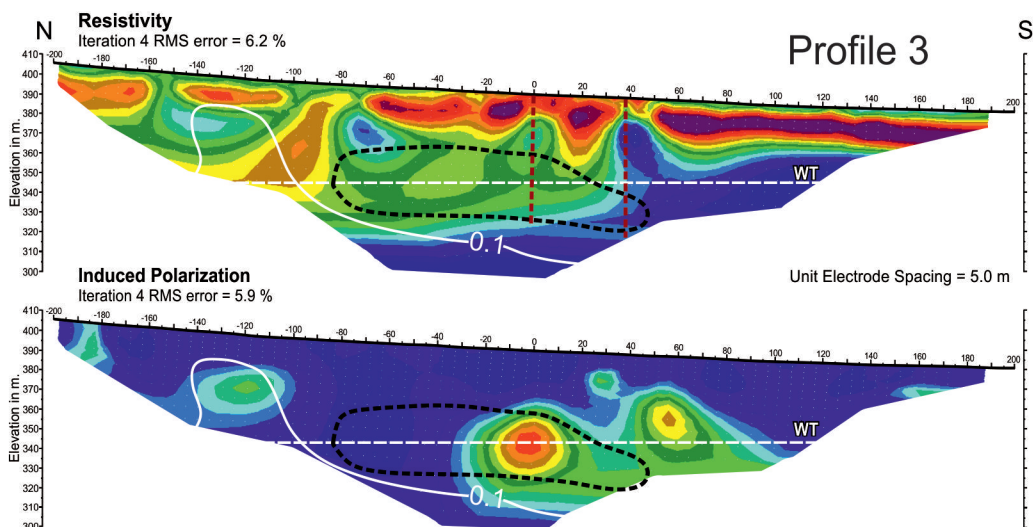 N
Resistivity
Iteration 4 RMS error = 6.2 %
Profile 3
S
-200 -180 -160 -140 -120 -100 -80 -60 -40 -20 0 20 40 60 80 100 120 140 160 180 200
Elevation in m.
410
400
390
380
370
360
350
340
330
320
310
300
WT
0.1
Induced Polarization
Iteration 4 RMS error = 5.9 %
Unit Electrode Spacing = 5.0 m
-200 -180 -160 -140 -120 -100 -80 -60 -40 -20 0 20 40 60 80 100 120 140 160 180 200
Elevation in m.
410
400
390
380
370
360
350
340
330
320
310
300
WT
0.1